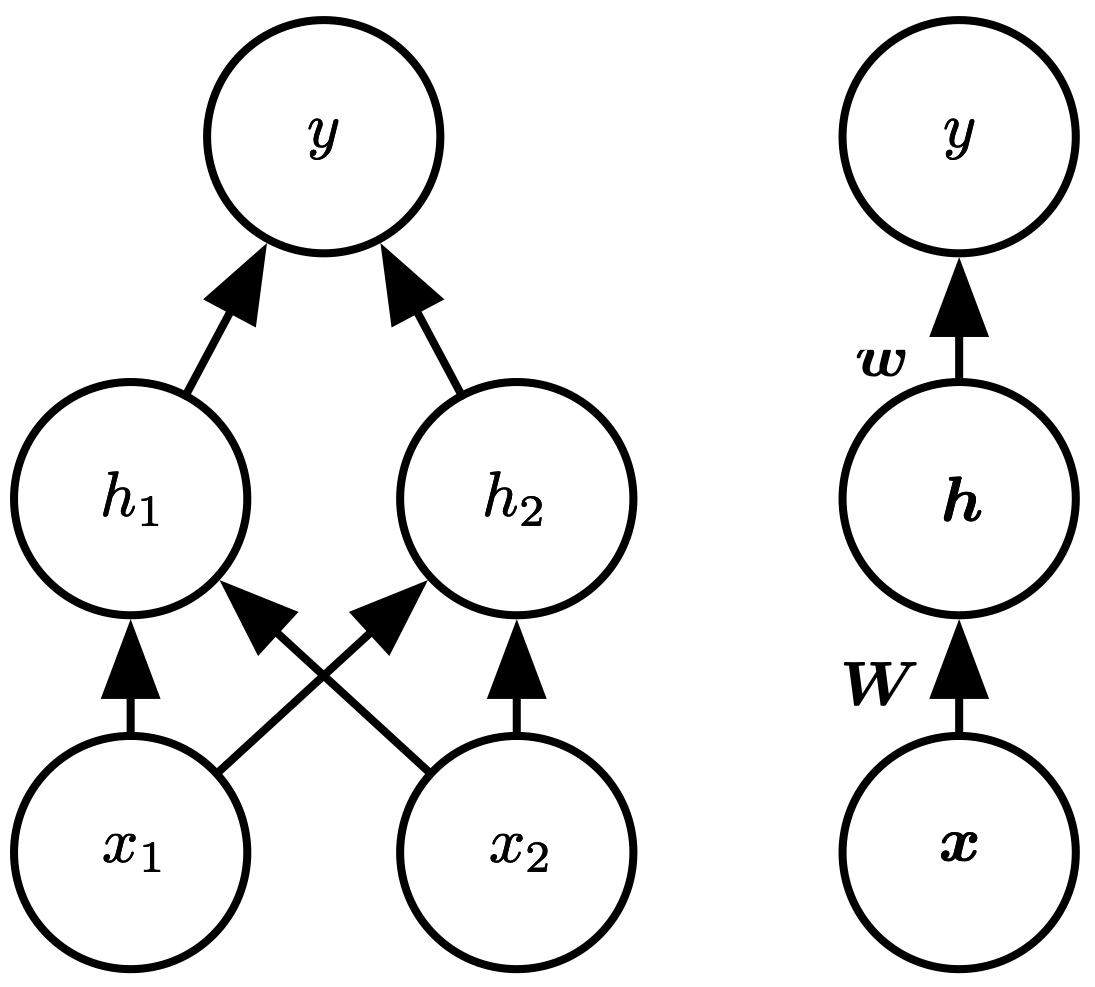 y y
w
h₁ h₂ h
W
x₁ x₂ x